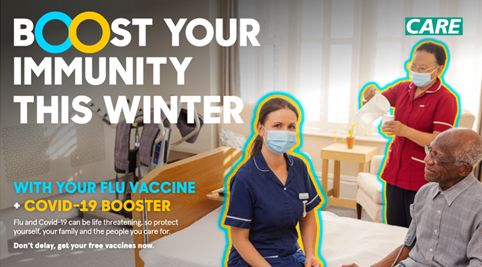 BOOST YOUR
IMMUNITY
THIS WINTER
CARE
WITH YOUR FLU VACCINE
+ COVID-19 BOOSTER
Flu and Covid-19 can be life threatening, so protect
yourself, your family and the people you care for.
Don't delay, get your free vaccines now.